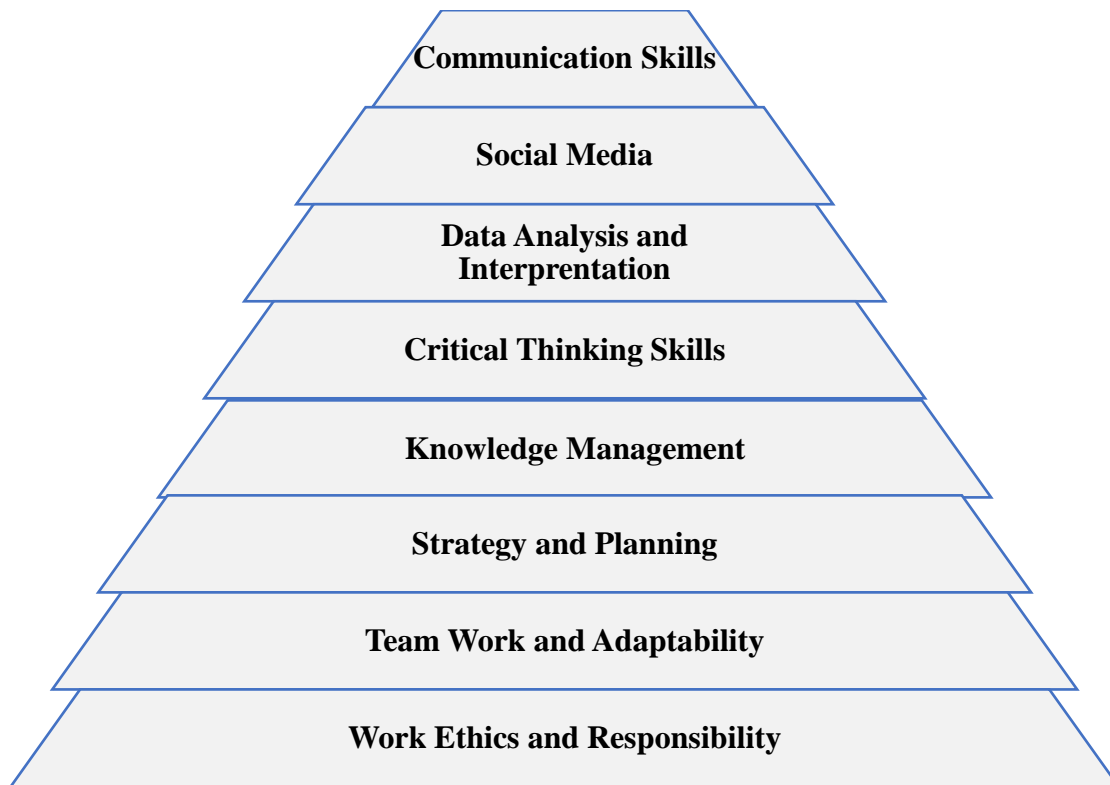 Communication Skills
Social Media
Data Analysis and
Interprentation
Critical Thinking Skills
Knowledge Management
Strategy and Planning
Team Work and Adaptability
Work Ethics and Responsibility